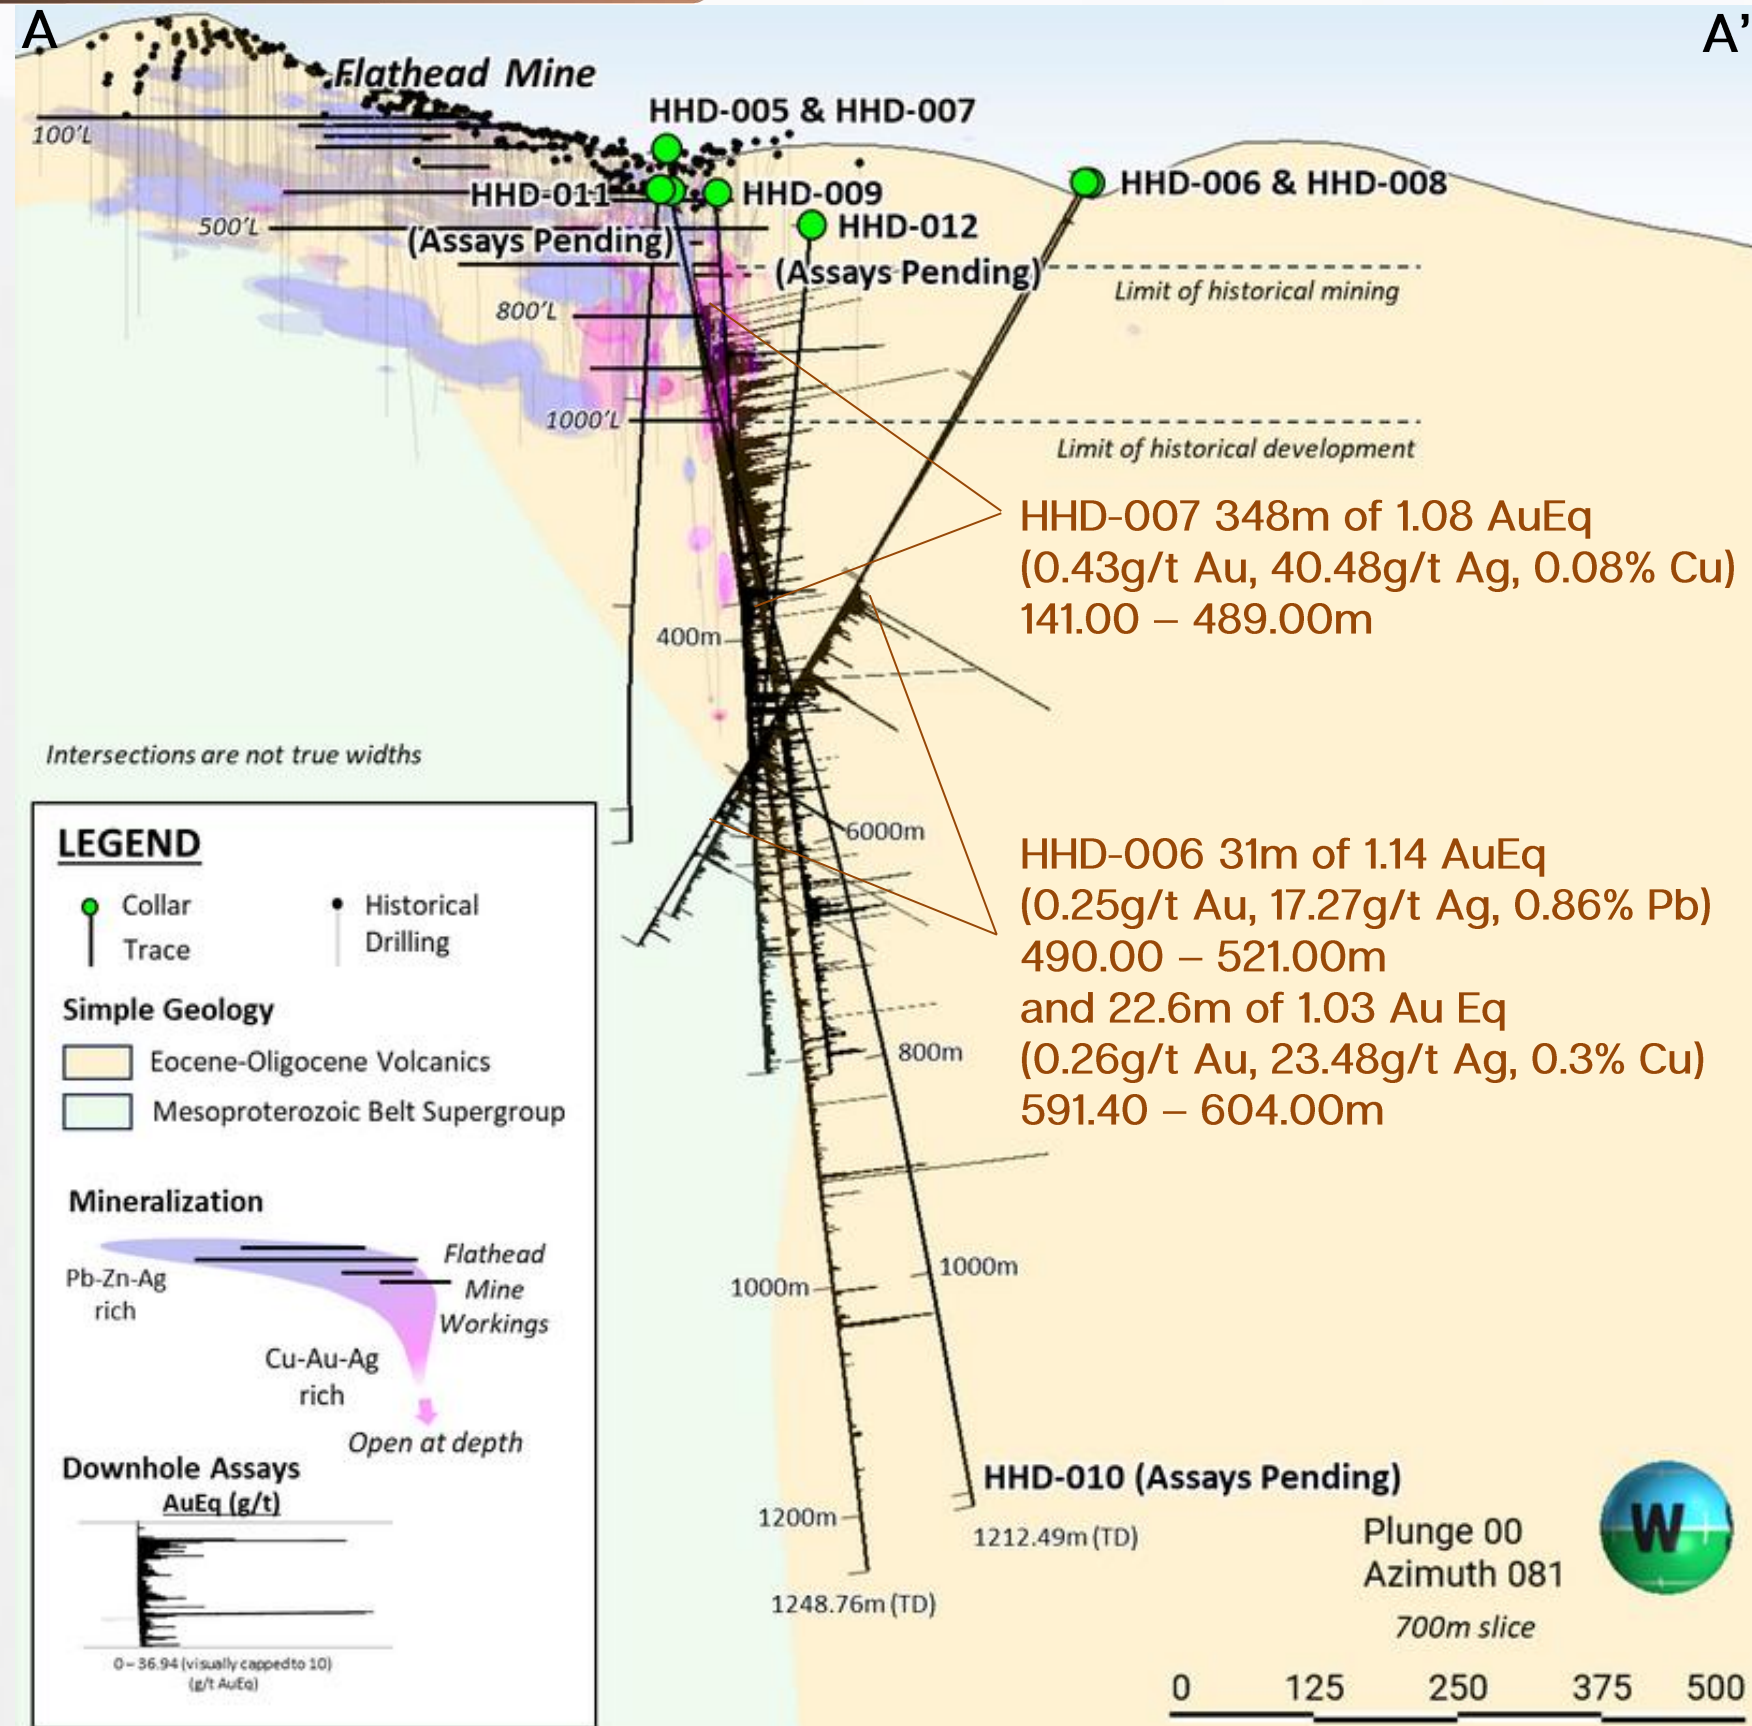 A
A'
Flathead Mine
HHD-005 & HHD-007
100'L
HHD-011
HHD-009
HHD-006 & HHD-008
500'L
HHD-012
(Assays Pending)
(Assays Pending)
Limit of historical mining
800'L
1000'L
Limit of historical development
HHD-007 348m of 1.08 AuEq
(0.43g/t Au, 40.48g/t Ag, 0.08% Cu)
141.00 – 489.00m
400m
Intersections are not true widths
6000m
HHD-006 31m of 1.14 AuEq
(0.25g/t Au, 17.27g/t Ag, 0.86% Pb)
490.00 – 521.00m
and 22.6m of 1.03 Au Eq
(0.26g/t Au, 23.48g/t Ag, 0.3% Cu)
591.40 – 604.00m
800m
1000m
1000m
HHD-010 (Assays Pending)
1200m
1212.49m (TD)
1248.76m (TD)
LEGEND
Collar
Trace
Historical
Drilling
Simple Geology
Eocene-Oligocene Volcanics
Mesoproterozoic Belt Supergroup
Mineralization
Flathead
Mine
Workings
Pb-Zn-Ag
rich
Cu-Au-Ag
rich
Open at depth
Downhole Assays
AuEq (g/t)
0 – 36.94 (visually capped to 10)
(g/t AuEq)
W
Plunge 00
Azimuth 081
700m slice
0 125 250 375 500